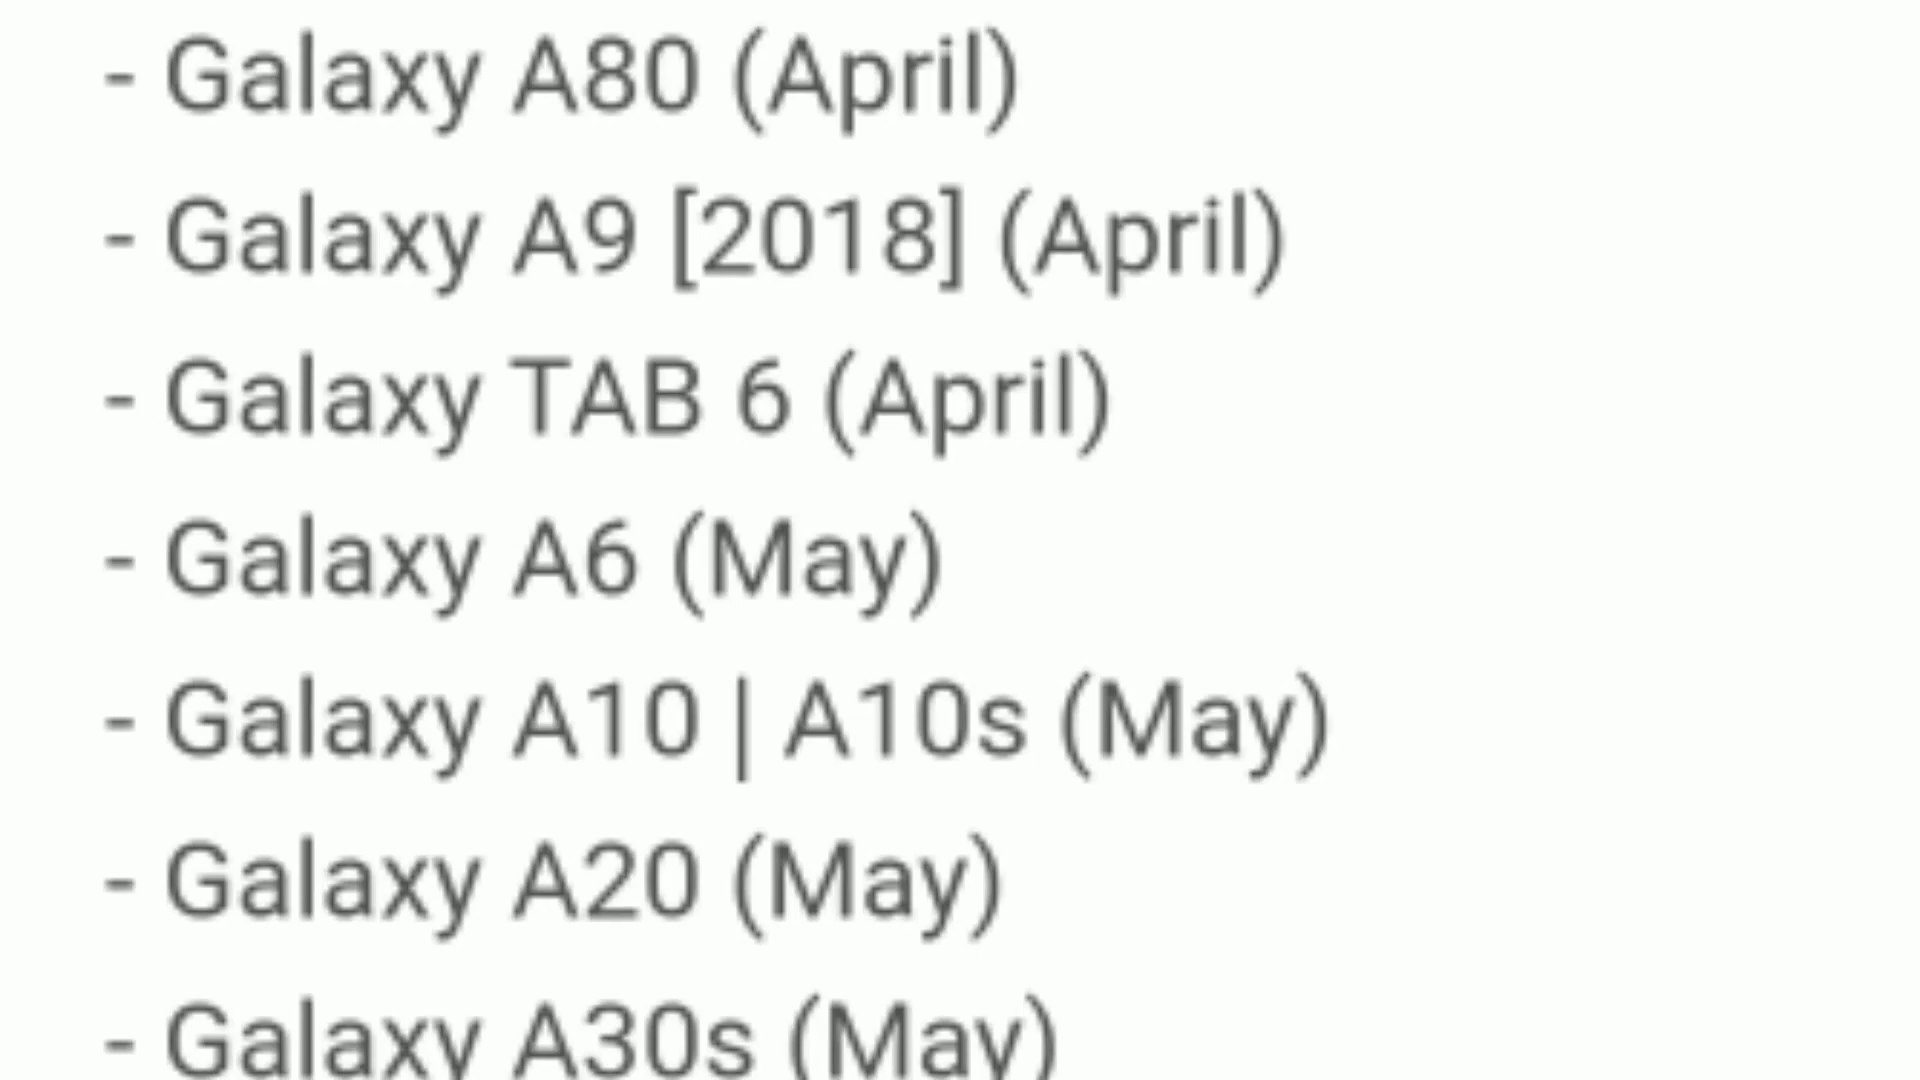 - Galaxy A80 (April)
- Galaxy A9 [2018] (April)
- Galaxy TAB 6 (April)
- Galaxy A6 (May)
- Galaxy A10 | A10s (May)
- Galaxy A20 (May)
- Galaxy A30s (May)